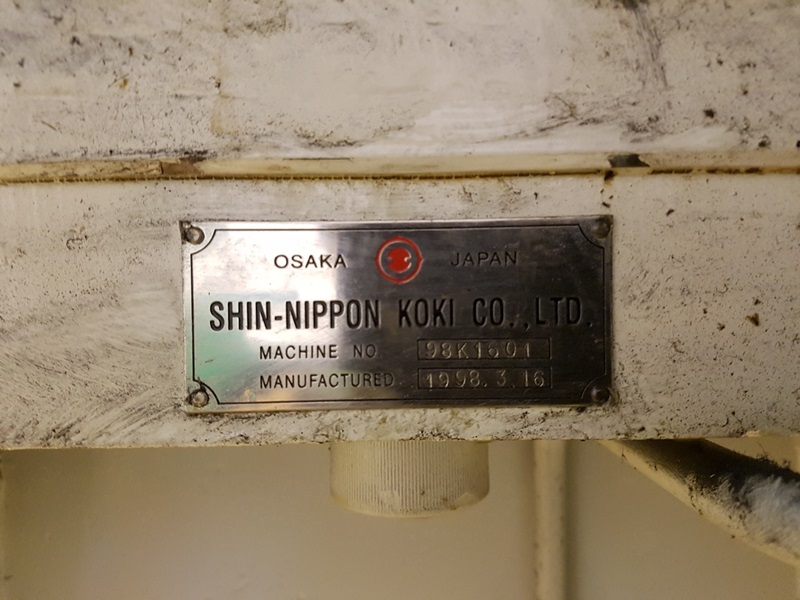 OSAKA JAPAN
SHIN-NIPPON KOKI CO.,LTD.
MACHINE NO 98K1601
MANUFACTURED 1998.3.16